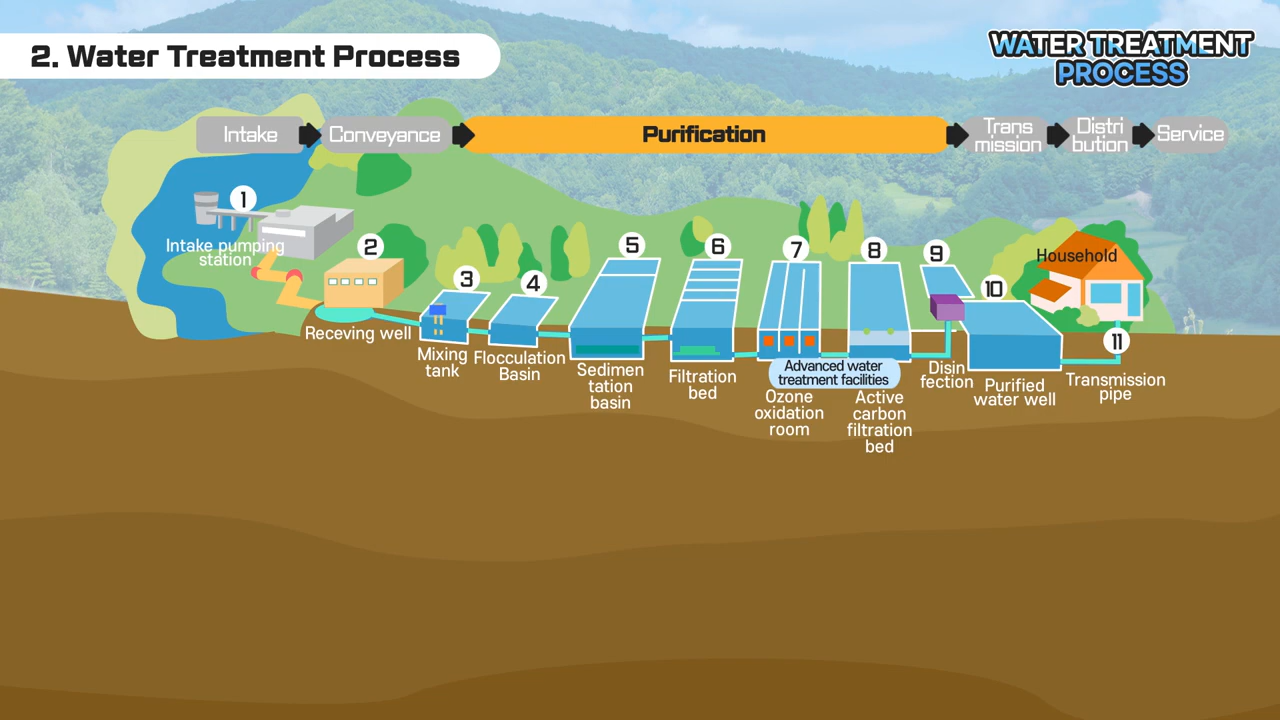 2. Water Treatment Process
WATER TREATMENT
PROCESS
Intake
Conveyance
Purification
Trans
mission
Distri
bution
Service
1
Intake pumping
station
2
Receving well
3
Mixing
tank
4
Flocculation
Basin
5
Sedimen
tation
basin
6
Filtration
bed
7
8
Advanced water
treatment facilities
Ozone
oxidation
room
Active
carbon
filtration
bed
9
Disin
fection
10
Purified
water well
Household
11
Transmission
pipe